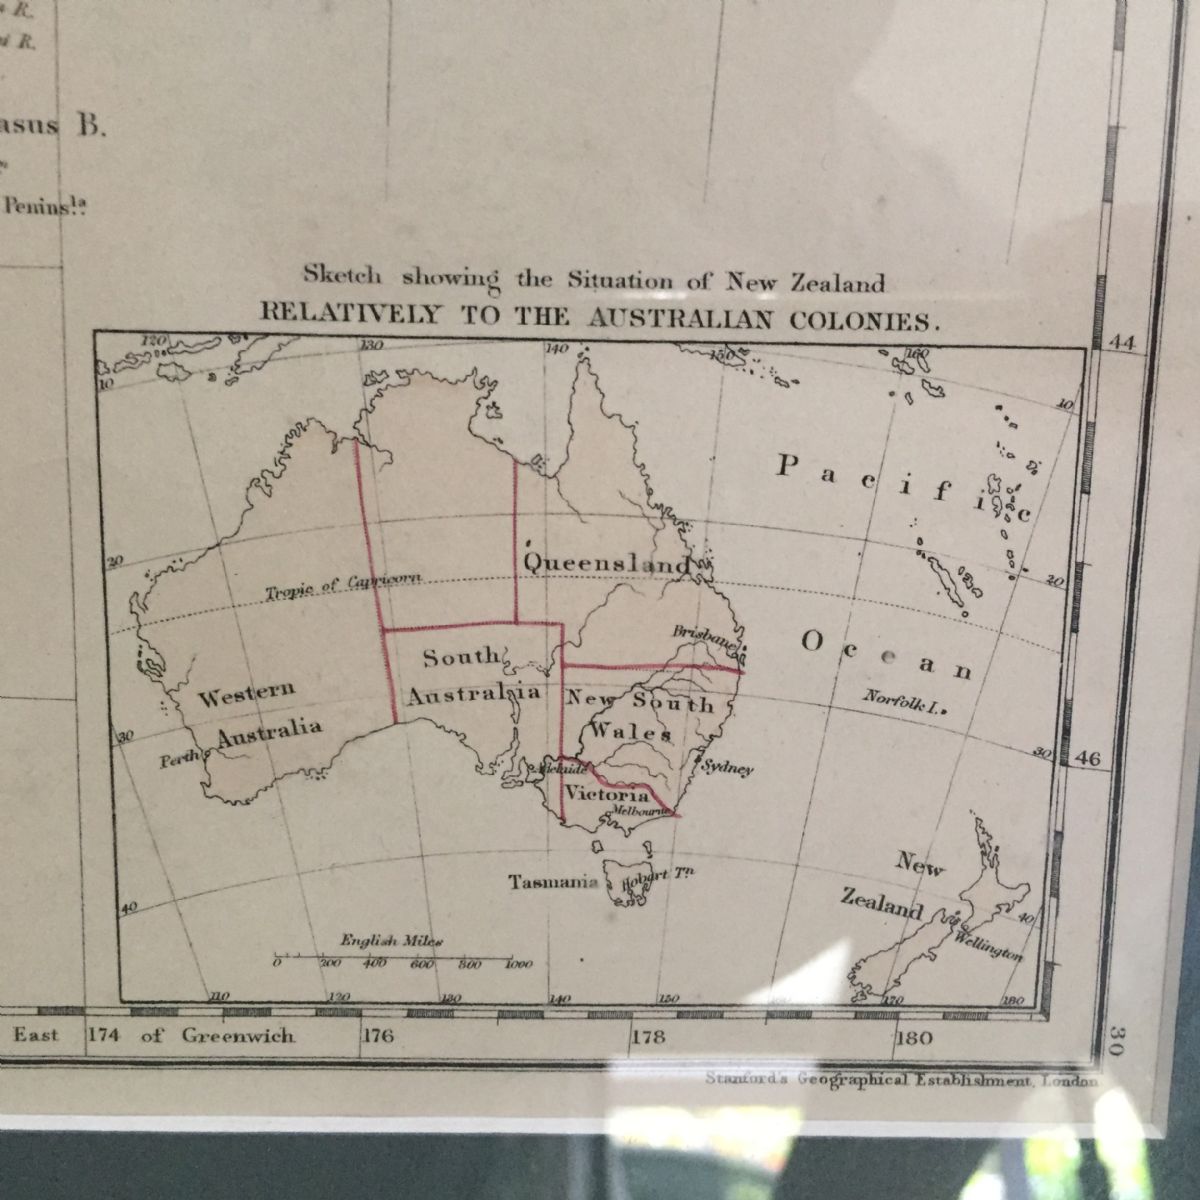 R.
R.
asus B.
Penins.la
Sketch showing the Situation of New Zealand
RELATIVELY TO THE AUSTRALIAN COLONIES.
120 130 140 150 160
10
10
44
Pacific
Queensland
20
20
Tropic of Capricorn
Brisbane
Ocean
South
Australia
Western
Australia
New South
Wales
Norfolk I.
30
30
46
Perth
Adelaide
Sydney
Victoria
Melbourne
New
Zealand
Tasmania
Hobart Tn
40
40
Wellington
English Miles
0 200 400 600 800 1000
110 120 130 140 150 170 180
East 174 of Greenwich 176 178 180
30
Stanford's Geographical Establishment, London